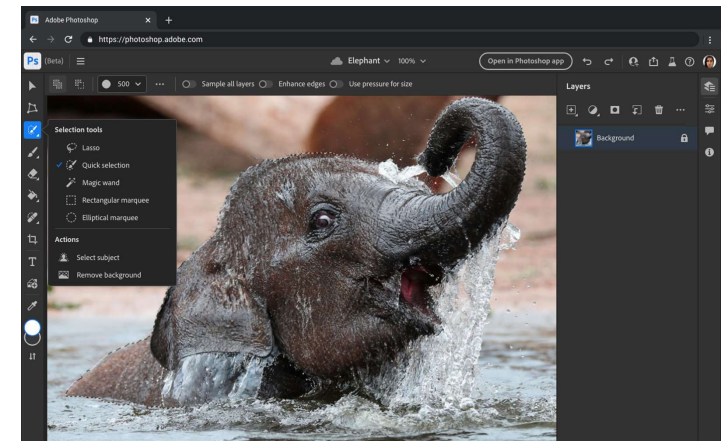 Ps Adobe Photoshop
https://photoshop.adobe.com
Ps (Beta) Elephant 100% Open in Photoshop app
500 Sample all layers Enhance edges Use pressure for size
Layers
Background
Selection tools
Lasso
Quick selection
Magic wand
Rectangular marquee
Elliptical marquee
Actions
Select subject
Remove background